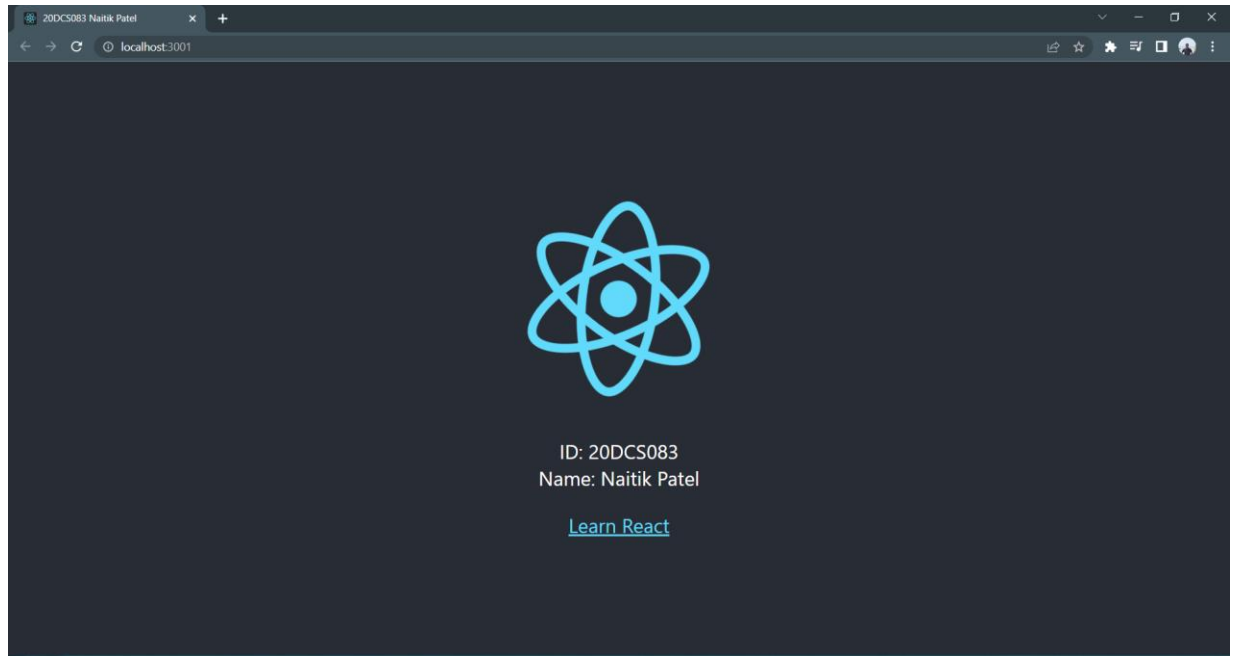 20DCS083 Naitik Patel
localhost:3001
ID: 20DCS083
Name: Naitik Patel
Learn React